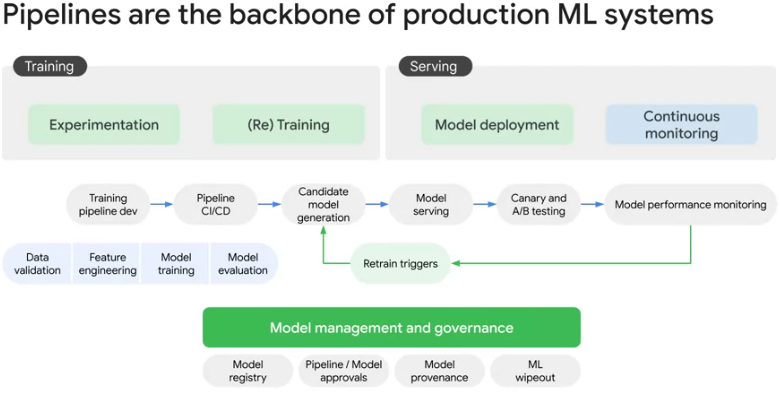 Pipelines are the backbone of production ML systems
Training
Serving
Experimentation
(Re) Training
Model deployment
Continuous
monitoring
Training
pipeline dev
Pipeline
CI/CD
Candidate
model
generation
Model
serving
Canary and
A/B testing
Model performance monitoring
Data
validation
Feature
engineering
Model
training
Model
evaluation
Retrain triggers
Model management and governance
Model
registry
Pipeline / Model
approvals
Model
provenance
ML
wipeout